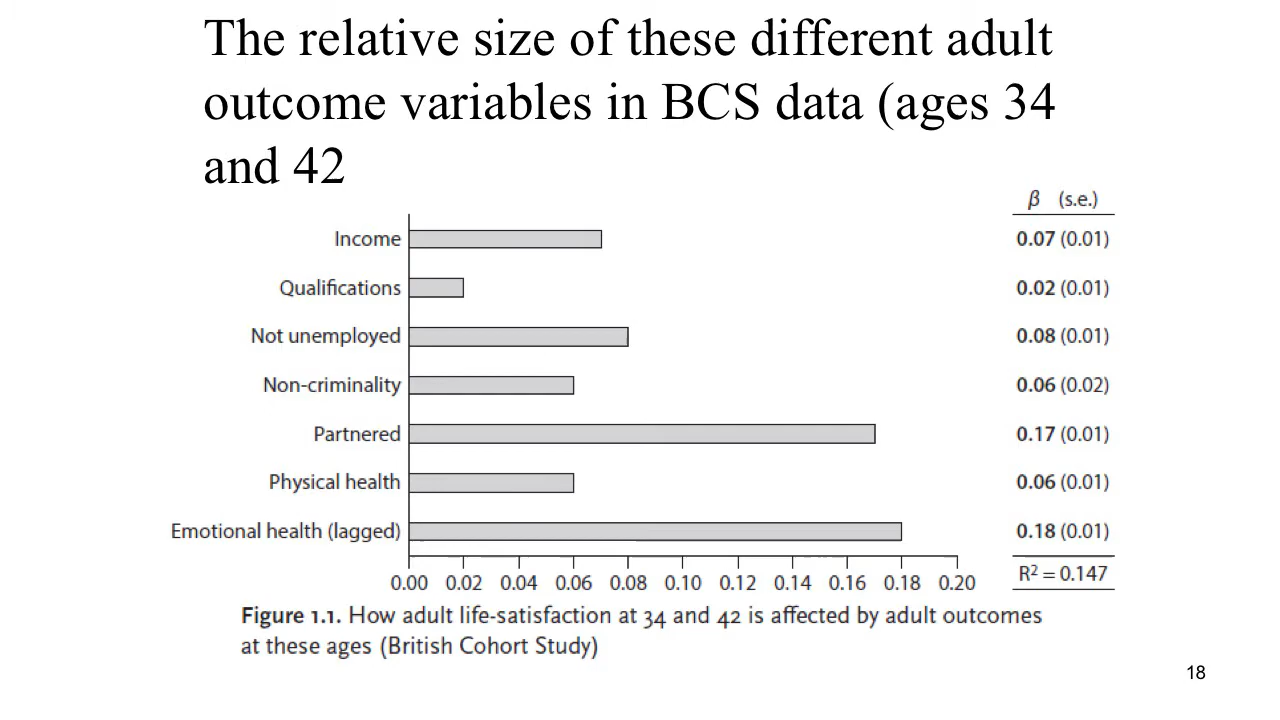 The relative size of these different adult
outcome variables in BCS data (ages 34
and 42
β (s.e.)
Income 0.07 (0.01)
Qualifications 0.02 (0.01)
Not unemployed 0.08 (0.01)
Non-criminality 0.06 (0.02)
Partnered 0.17 (0.01)
Physical health 0.06 (0.01)
Emotional health (lagged) 0.18 (0.01)
R² = 0.147
0.00 0.02 0.04 0.06 0.08 0.10 0.12 0.14 0.16 0.18 0.20
Figure 1.1. How adult life-satisfaction at 34 and 42 is affected by adult outcomes
at these ages (British Cohort Study)
18